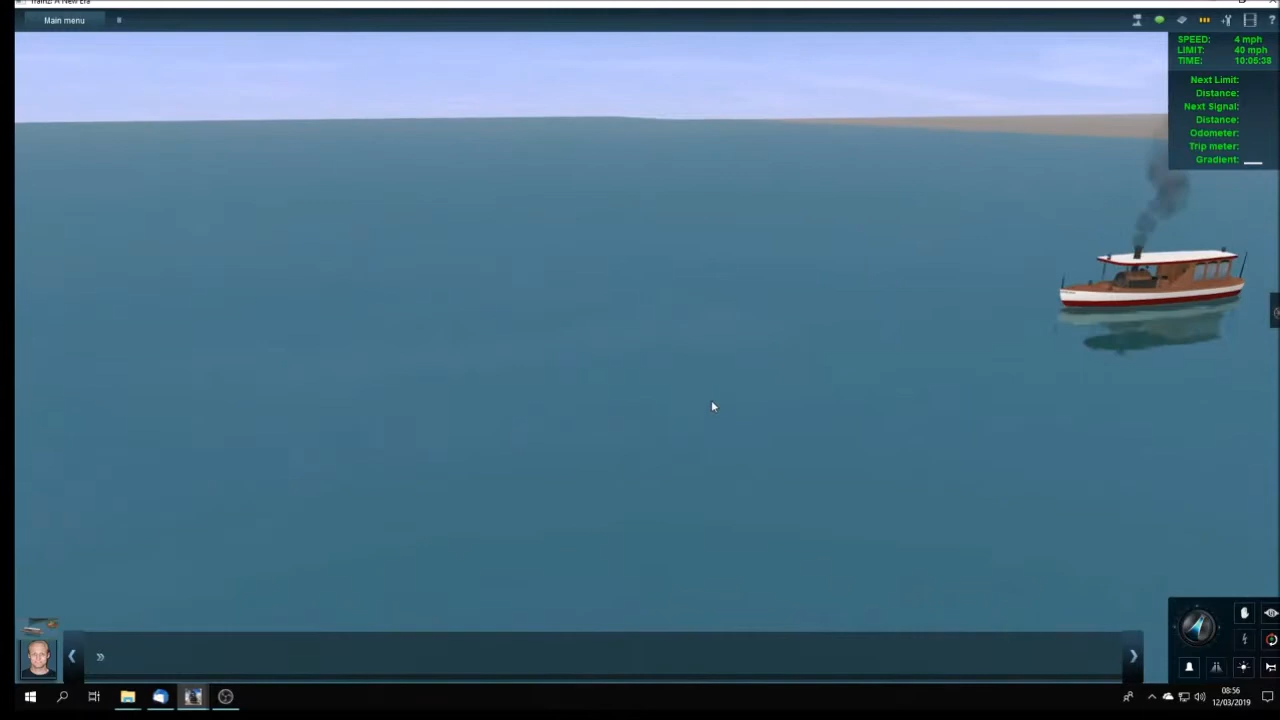 Trainz: A New Era
Main menu
SPEED: 4 mph
LIMIT: 40 mph
TIME: 10:05:38
Next Limit:
Distance:
Next Signal:
Distance:
Odometer:
Trip meter:
Gradient:
08:56
12/03/2019